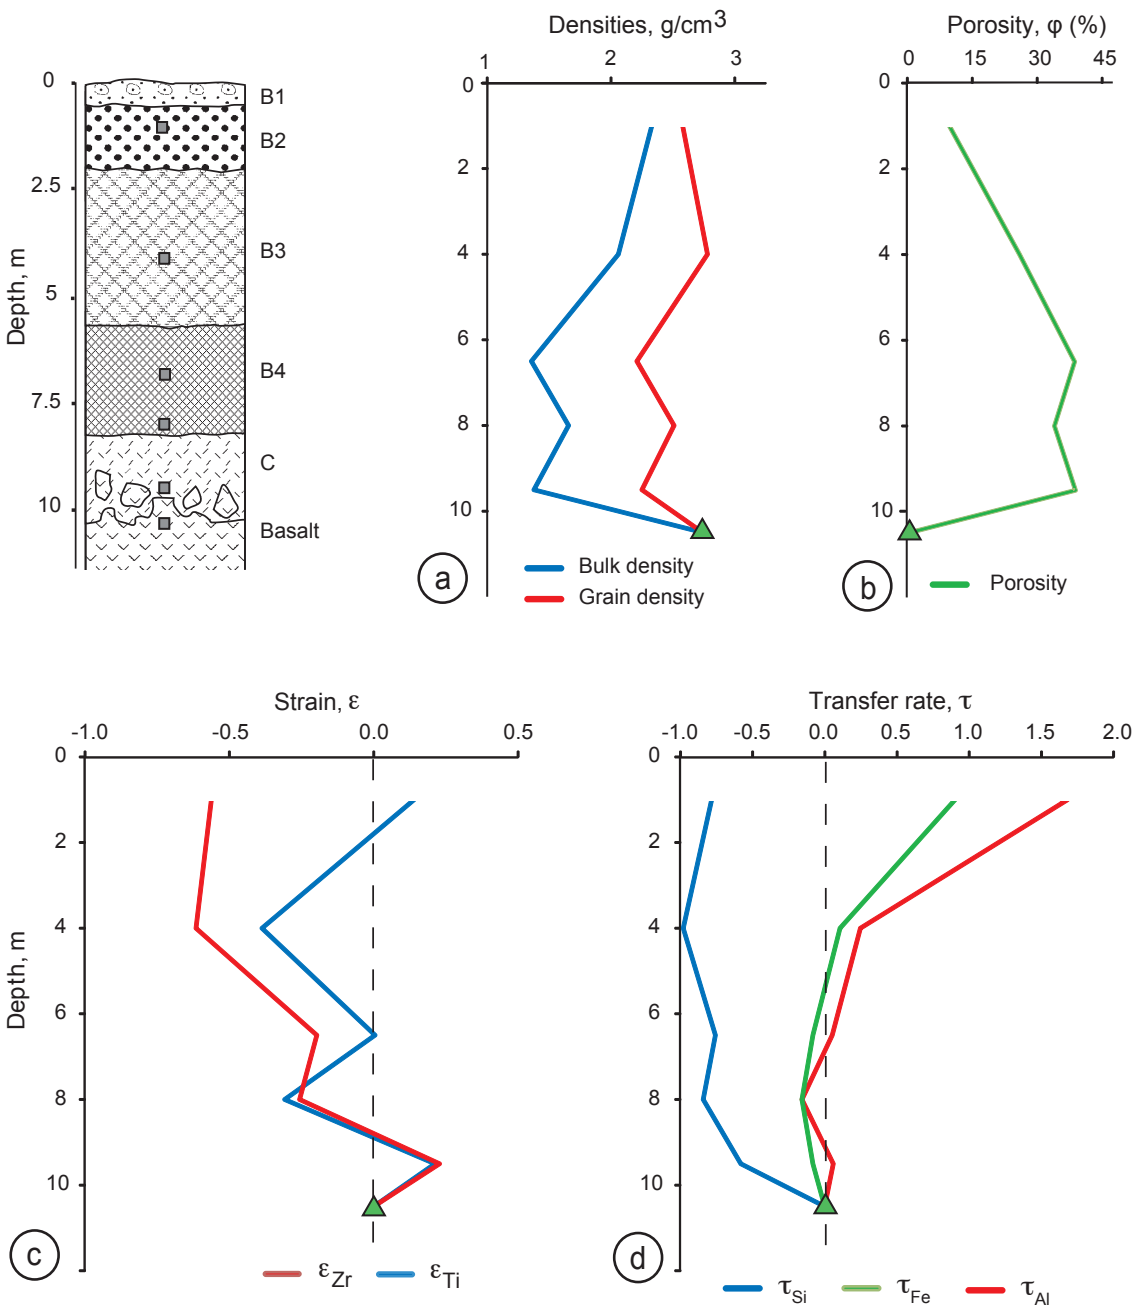 Densities, g/cm3
1 2 3
Porosity, φ (%)
0 15 30 45
0
2.5
5
7.5
10
Depth, m
B1
B2
B3
B4
C
Basalt
0
2
4
6
8
10
a
Bulk density
Grain density
0
2
4
6
8
10
b
Porosity
Strain, ε
-1.0 -0.5 0.0 0.5
0
2
4
6
8
10
Depth, m
c
εZr εTi
Transfer rate, τ
-1.0 -0.5 0.0 0.5 1.0 1.5 2.0
0
2
4
6
8
10
d
τSi τFe τAl